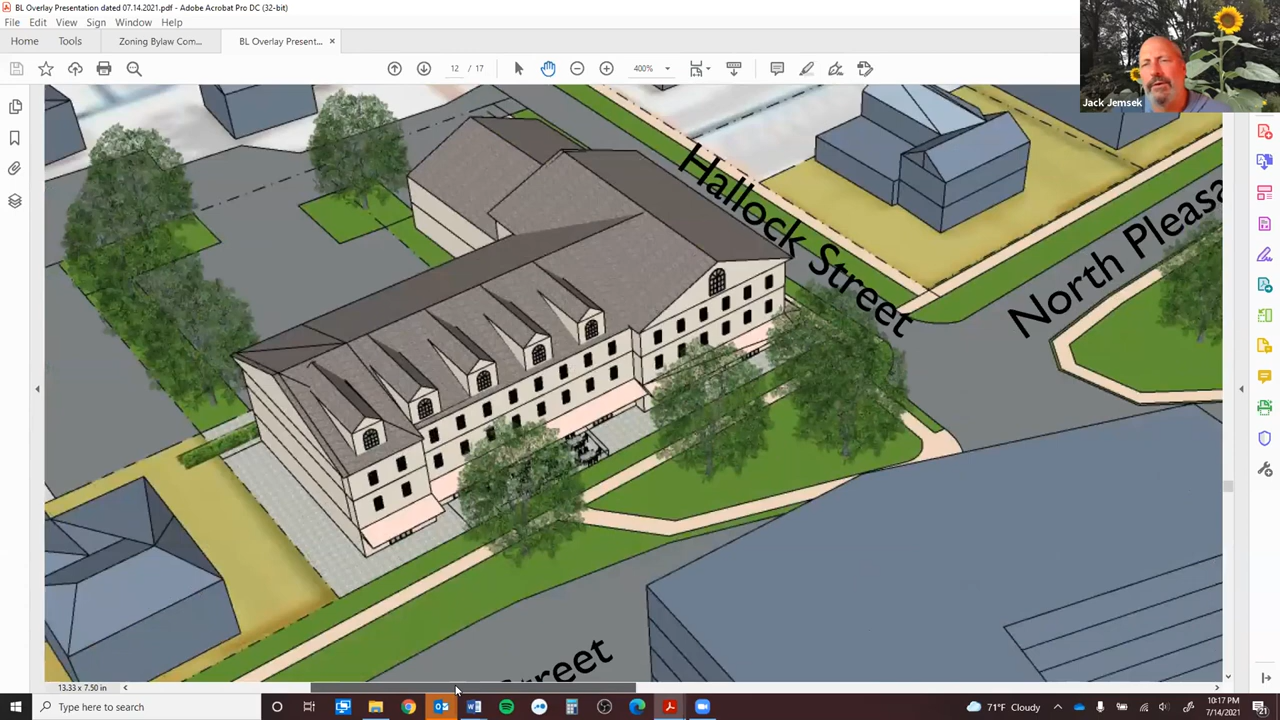 BL Overlay Presentation dated 07.14.2021.pdf - Adobe Acrobat Pro DC (32-bit)
File Edit View Sign Window Help
Home Tools Zoning Bylaw Com... BL Overlay Present... ×
12 17 400%
Jack Jemsek
Hallock Street
North Pleasa
Street
13.33 x 7.50 in
Type here to search
71°F Cloudy
10:17 PM
7/14/2021
21